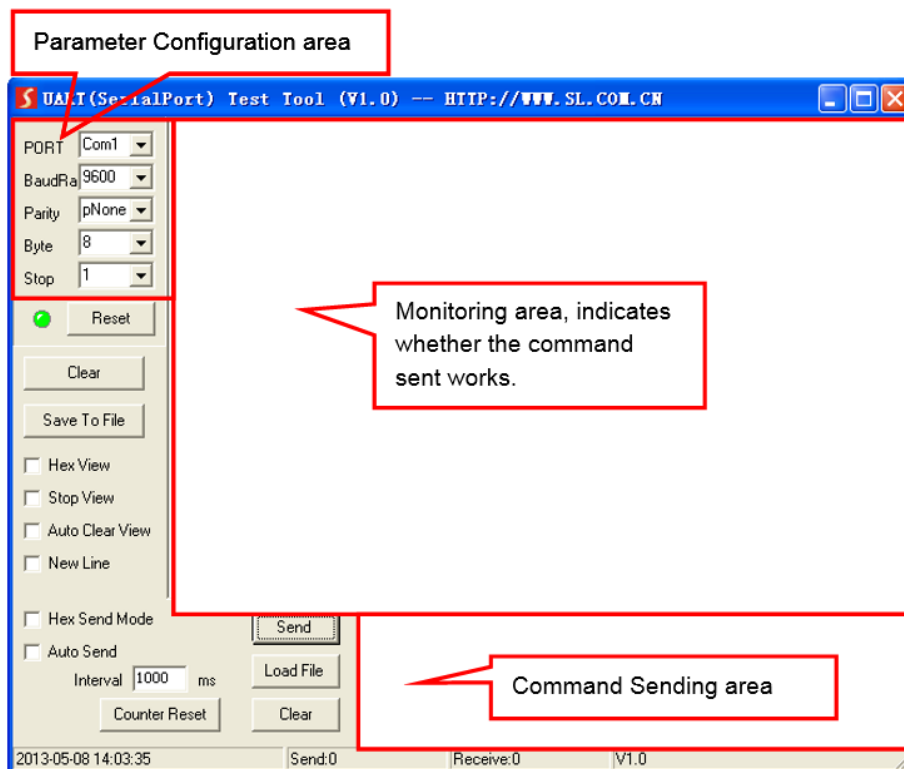 Parameter Configuration area
UART(SerialPort) Test Tool (V1.0) -- HTTP://WWW.SL.COM.CN
PORT Com1
BaudRa 9600
Parity pNone
Byte 8
Stop 1
Reset
Monitoring area, indicates
whether the command
sent works.
Clear
Save To File
Hex View
Stop View
Auto Clear View
New Line
Hex Send Mode
Send
Auto Send
Interval 1000 ms
Load File
Command Sending area
Counter Reset
Clear
2013-05-08 14:03:35 Send:0 Receive:0 V1.0